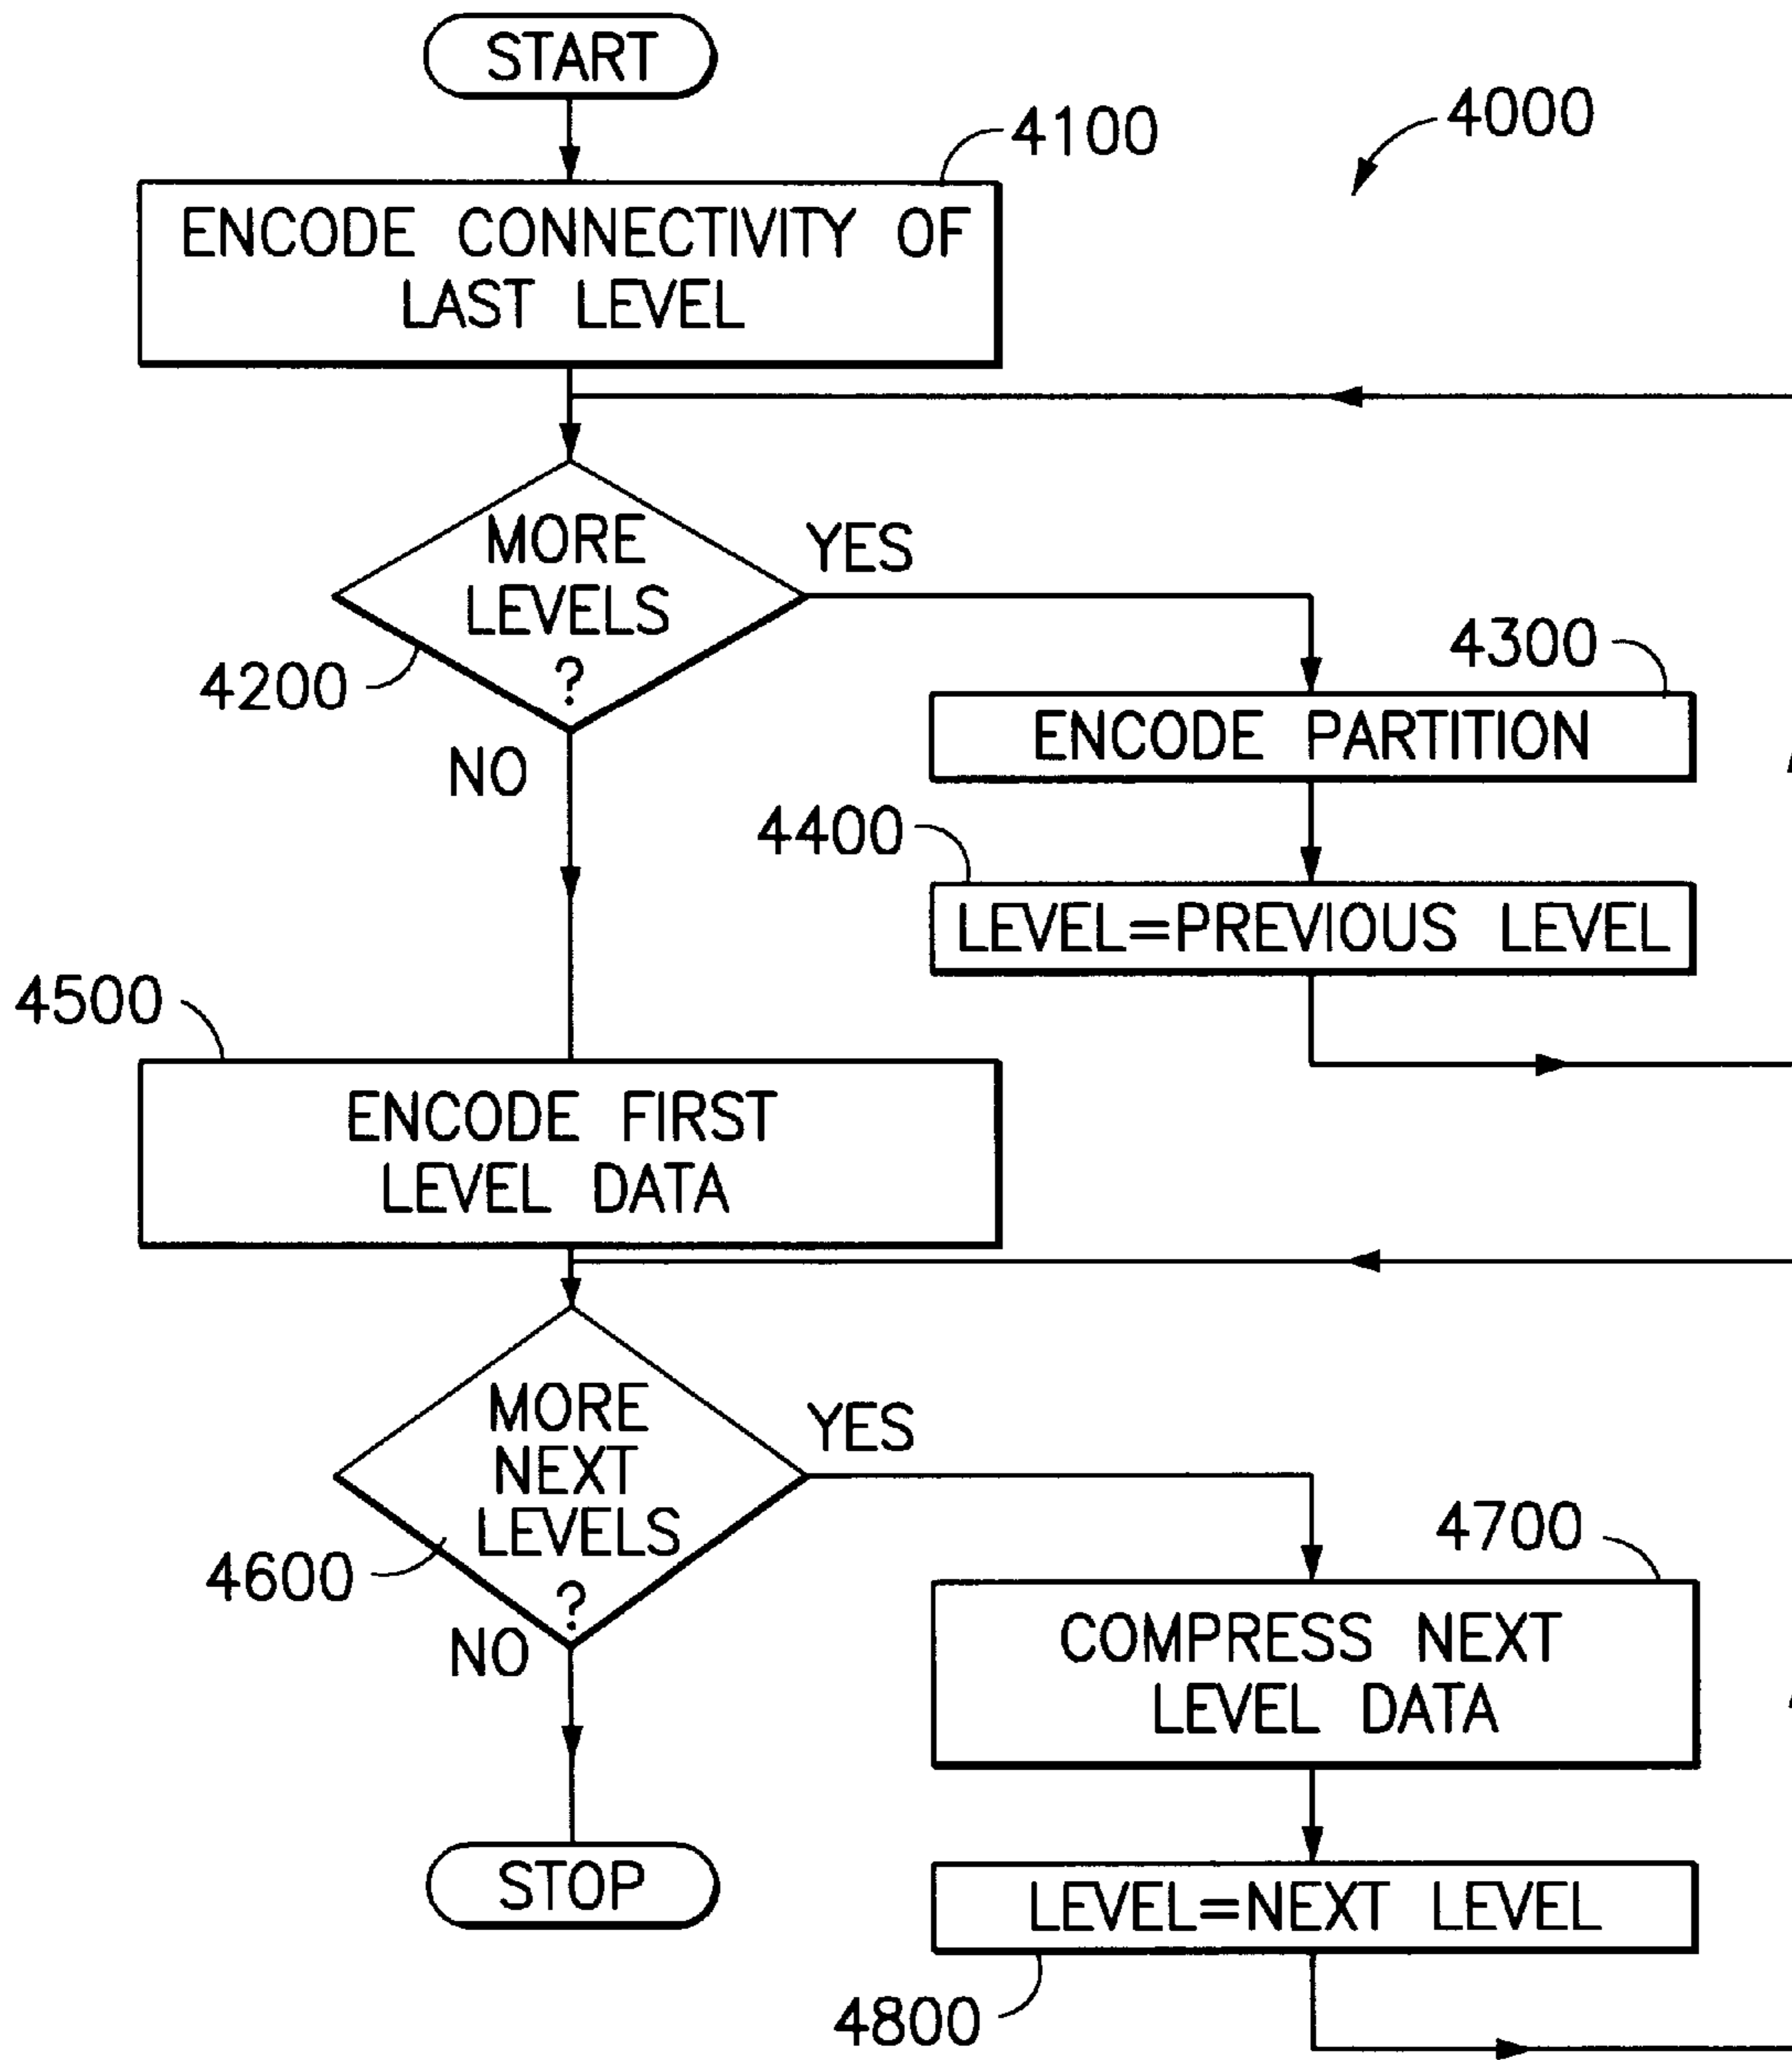 START
4100
4000
ENCODE CONNECTIVITY OF
LAST LEVEL
MORE
LEVELS
?
YES
4200
NO
4300
ENCODE PARTITION
4400
LEVEL=PREVIOUS LEVEL
4500
ENCODE FIRST
LEVEL DATA
MORE
NEXT
LEVELS
?
YES
4600
NO
4700
COMPRESS NEXT
LEVEL DATA
STOP
LEVEL=NEXT LEVEL
4800